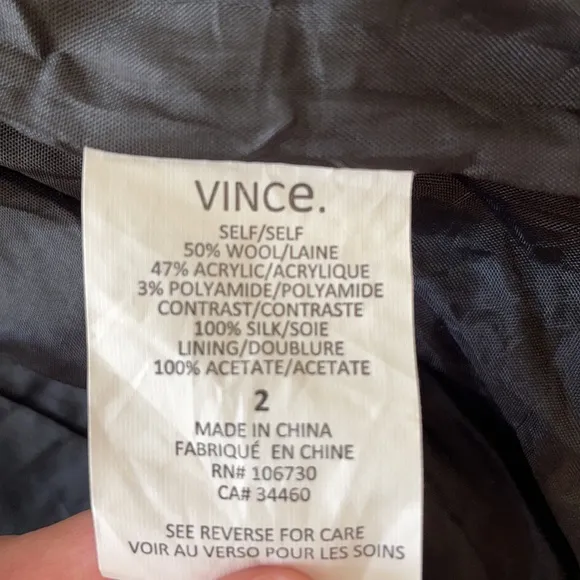 VINCe.
SELF/SELF
50% WOOL/LAINE
47% ACRYLIC/ACRYLIQUE
3% POLYAMIDE/POLYAMIDE
CONTRAST/CONTRASTE
100% SILK/SOIE
LINING/DOUBLURE
100% ACETATE/ACETATE
2
MADE IN CHINA
FABRIQUÉ EN CHINE
RN# 106730
CA# 34460
SEE REVERSE FOR CARE
VOIR AU VERSO POUR LES SOINS